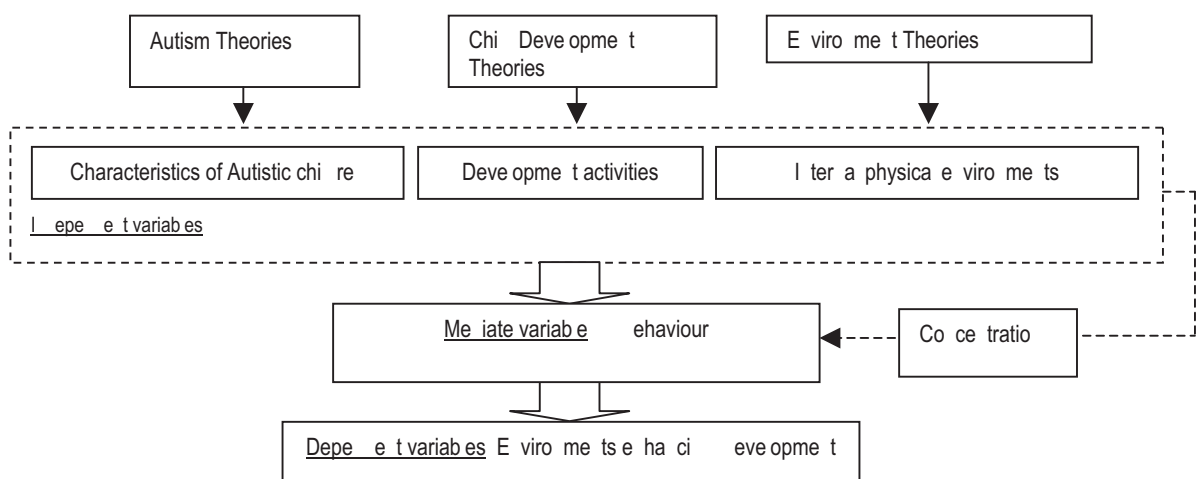 Autism Theories
Chi Deve opme t
Theories
E viro me t Theories
Characteristics of Autistic chi re
Deve opme t activities
I ter a physica e viro me ts
I epe e t variab es
Me iate variab e ehaviour
Co ce tratio
Depe e t variab es E viro me ts e ha ci eve opme t